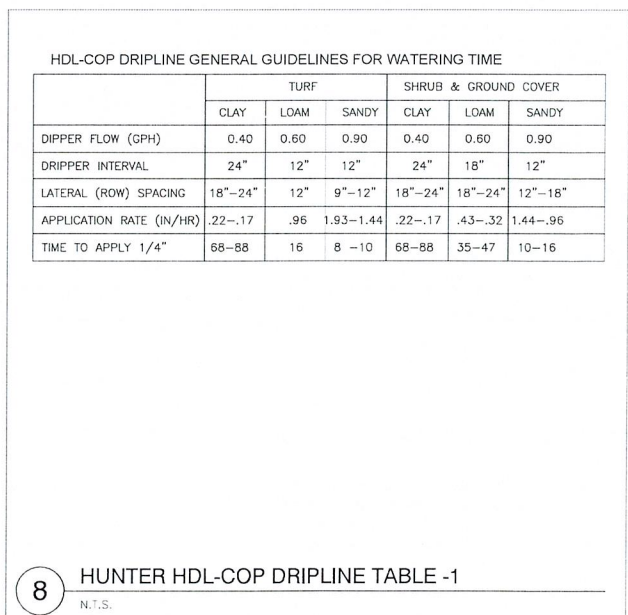 HDL-COP DRIPLINE GENERAL GUIDELINES FOR WATERING TIME
TURF SHRUB & GROUND COVER
CLAY LOAM SANDY CLAY LOAM SANDY
DIPPER FLOW (GPH) 0.40 0.60 0.90 0.40 0.60 0.90
DRIPPER INTERVAL 24" 12" 12" 24" 18" 12"
LATERAL (ROW) SPACING 18"-24" 12" 9"-12" 18"-24" 18"-24" 12"-18"
APPLICATION RATE (IN/HR) .22-.17 .96 1.93-1.44 .22-.17 .43-.32 1.44-.96
TIME TO APPLY 1/4" 68-88 16 8 -10 68-88 35-47 10-16
8 HUNTER HDL-COP DRIPLINE TABLE -1
N.T.S.